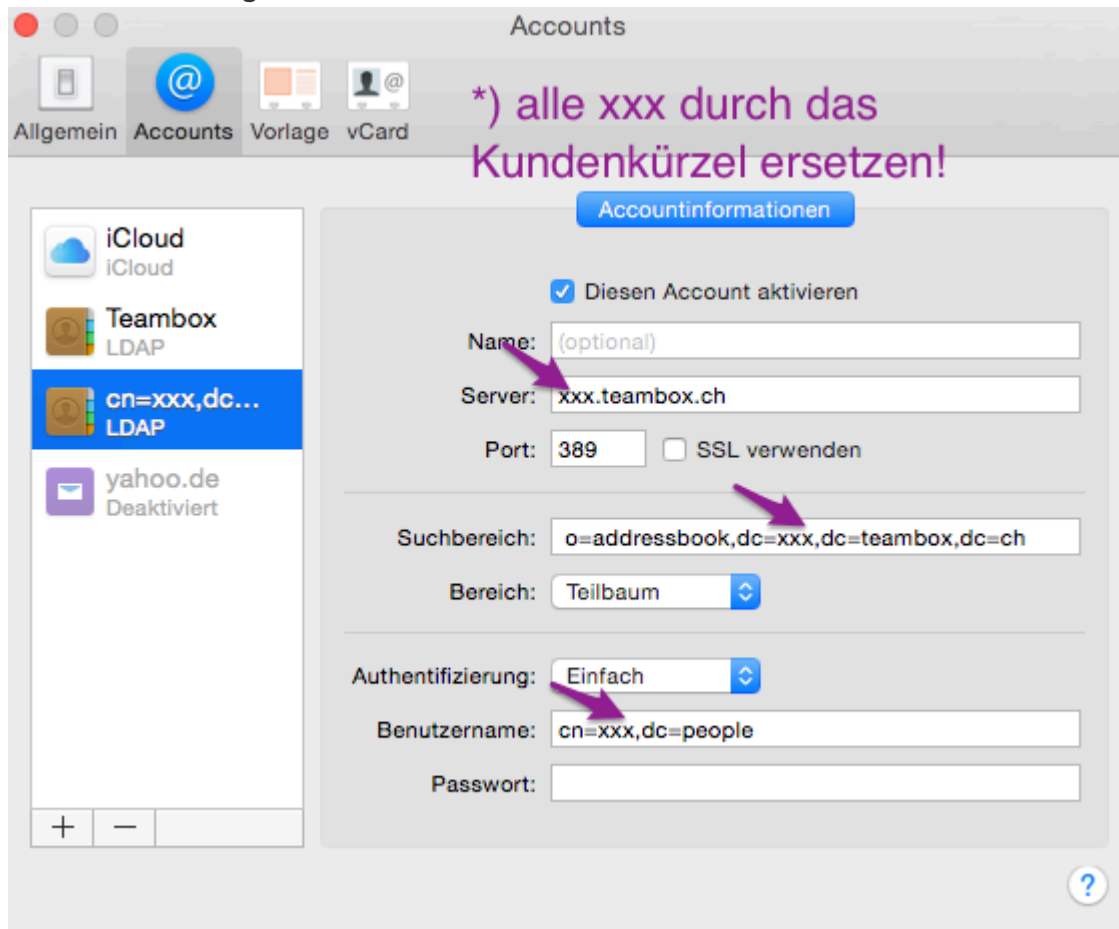 Accounts
Allgemein Accounts Vorlage vCard
*) alle xxx durch das
Kundenkürzel ersetzen!
Accountinformationen
iCloud
iCloud
Teambox
LDAP
cn=xxx,dc...
LDAP
yahoo.de
Deaktiviert
Diesen Account aktivieren
Name: (optional)
Server: xxx.teambox.ch
Port: 389 SSL verwenden
Suchbereich: o=addressbook,dc=xxx,dc=teambox,dc=ch
Bereich: Teilbaum
Authentifizierung: Einfach
Benutzername: cn=xxx,dc=people
Passwort:
+ −
?